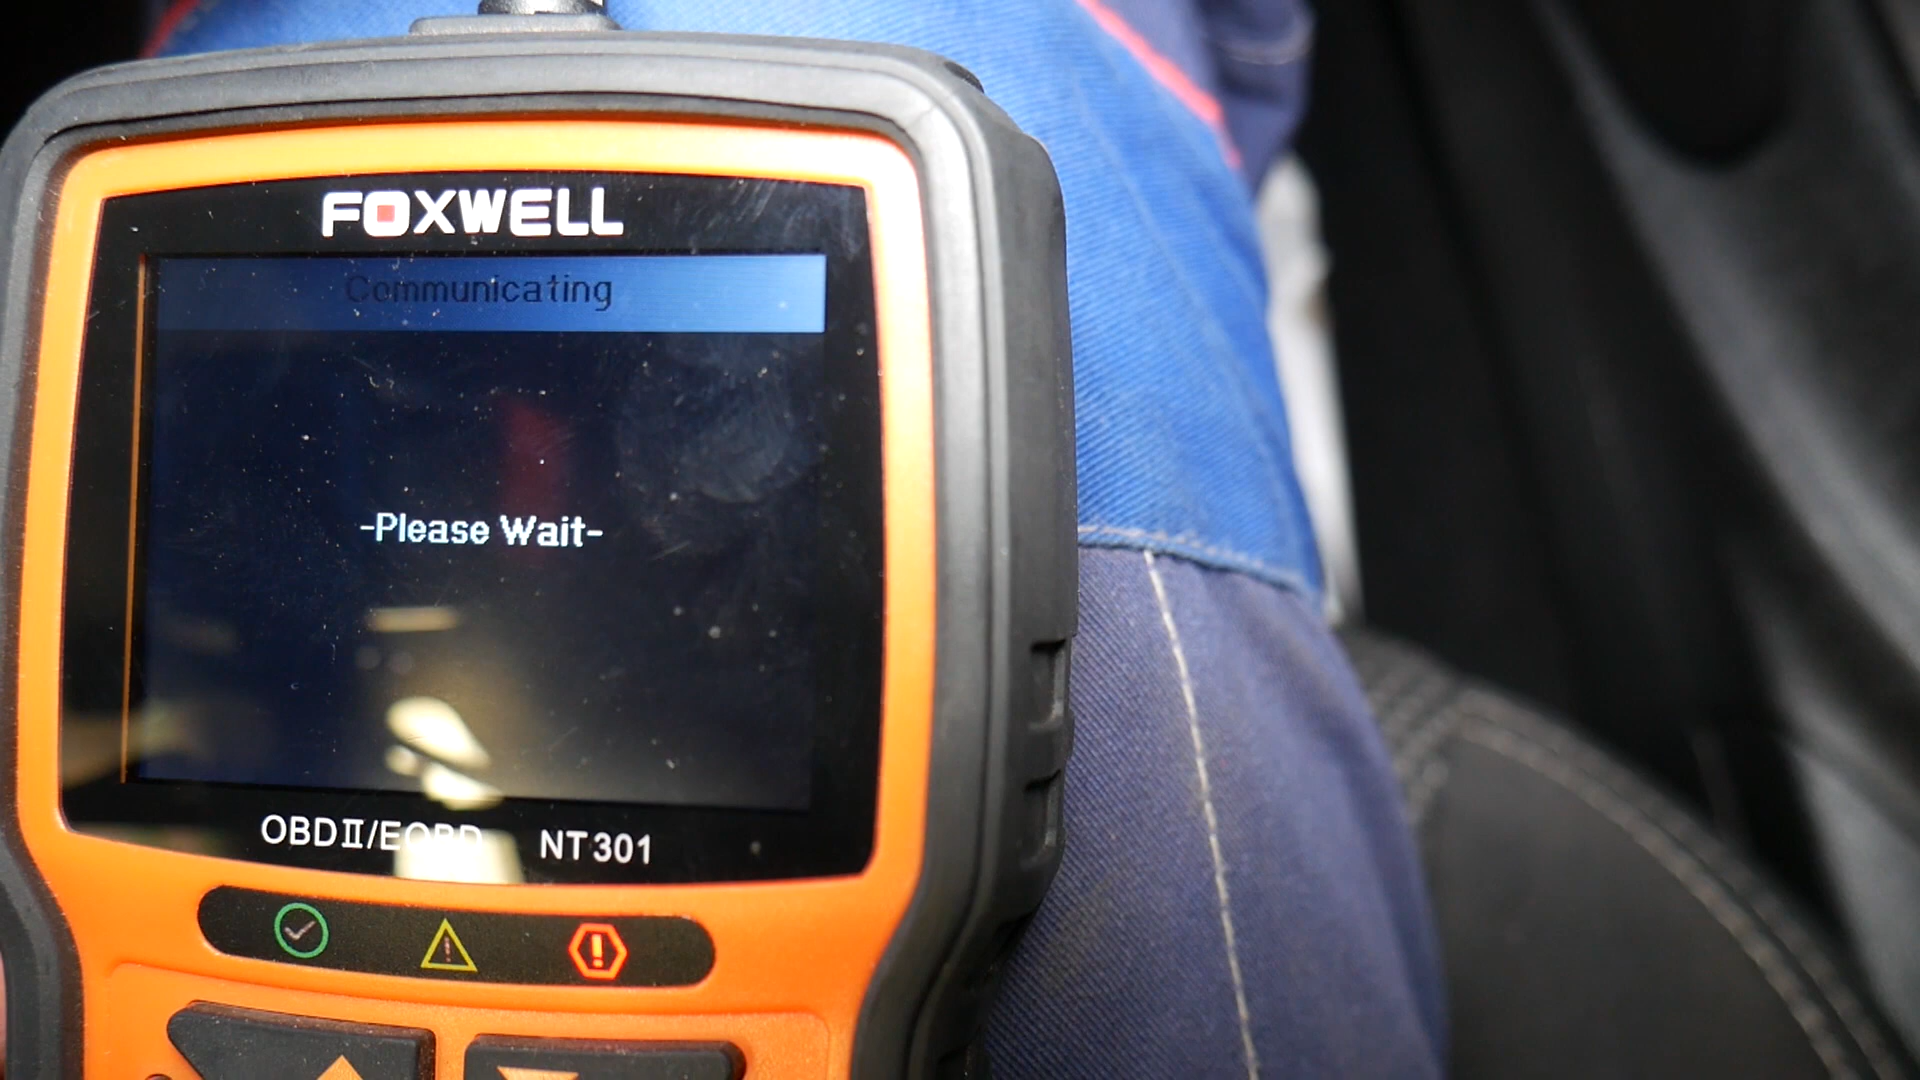 FOXWELL
Communicating
-Please Wait-
OBDII/EOBD NT301